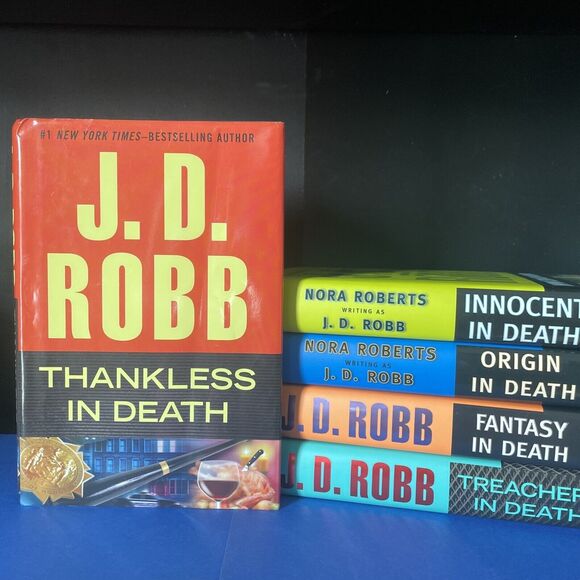 #1 NEW YORK TIMES–BESTSELLING AUTHOR
J. D.
ROBB
THANKLESS
IN DEATH
NORA ROBERTS
WRITING AS
J. D. ROBB
INNOCENT
IN DEATH
NORA ROBERTS
WRITING AS
J. D. ROBB
ORIGIN
IN DEATH
J. D. ROBB
FANTASY
IN DEATH
J. D. ROBB
TREACHER
IN DEATH